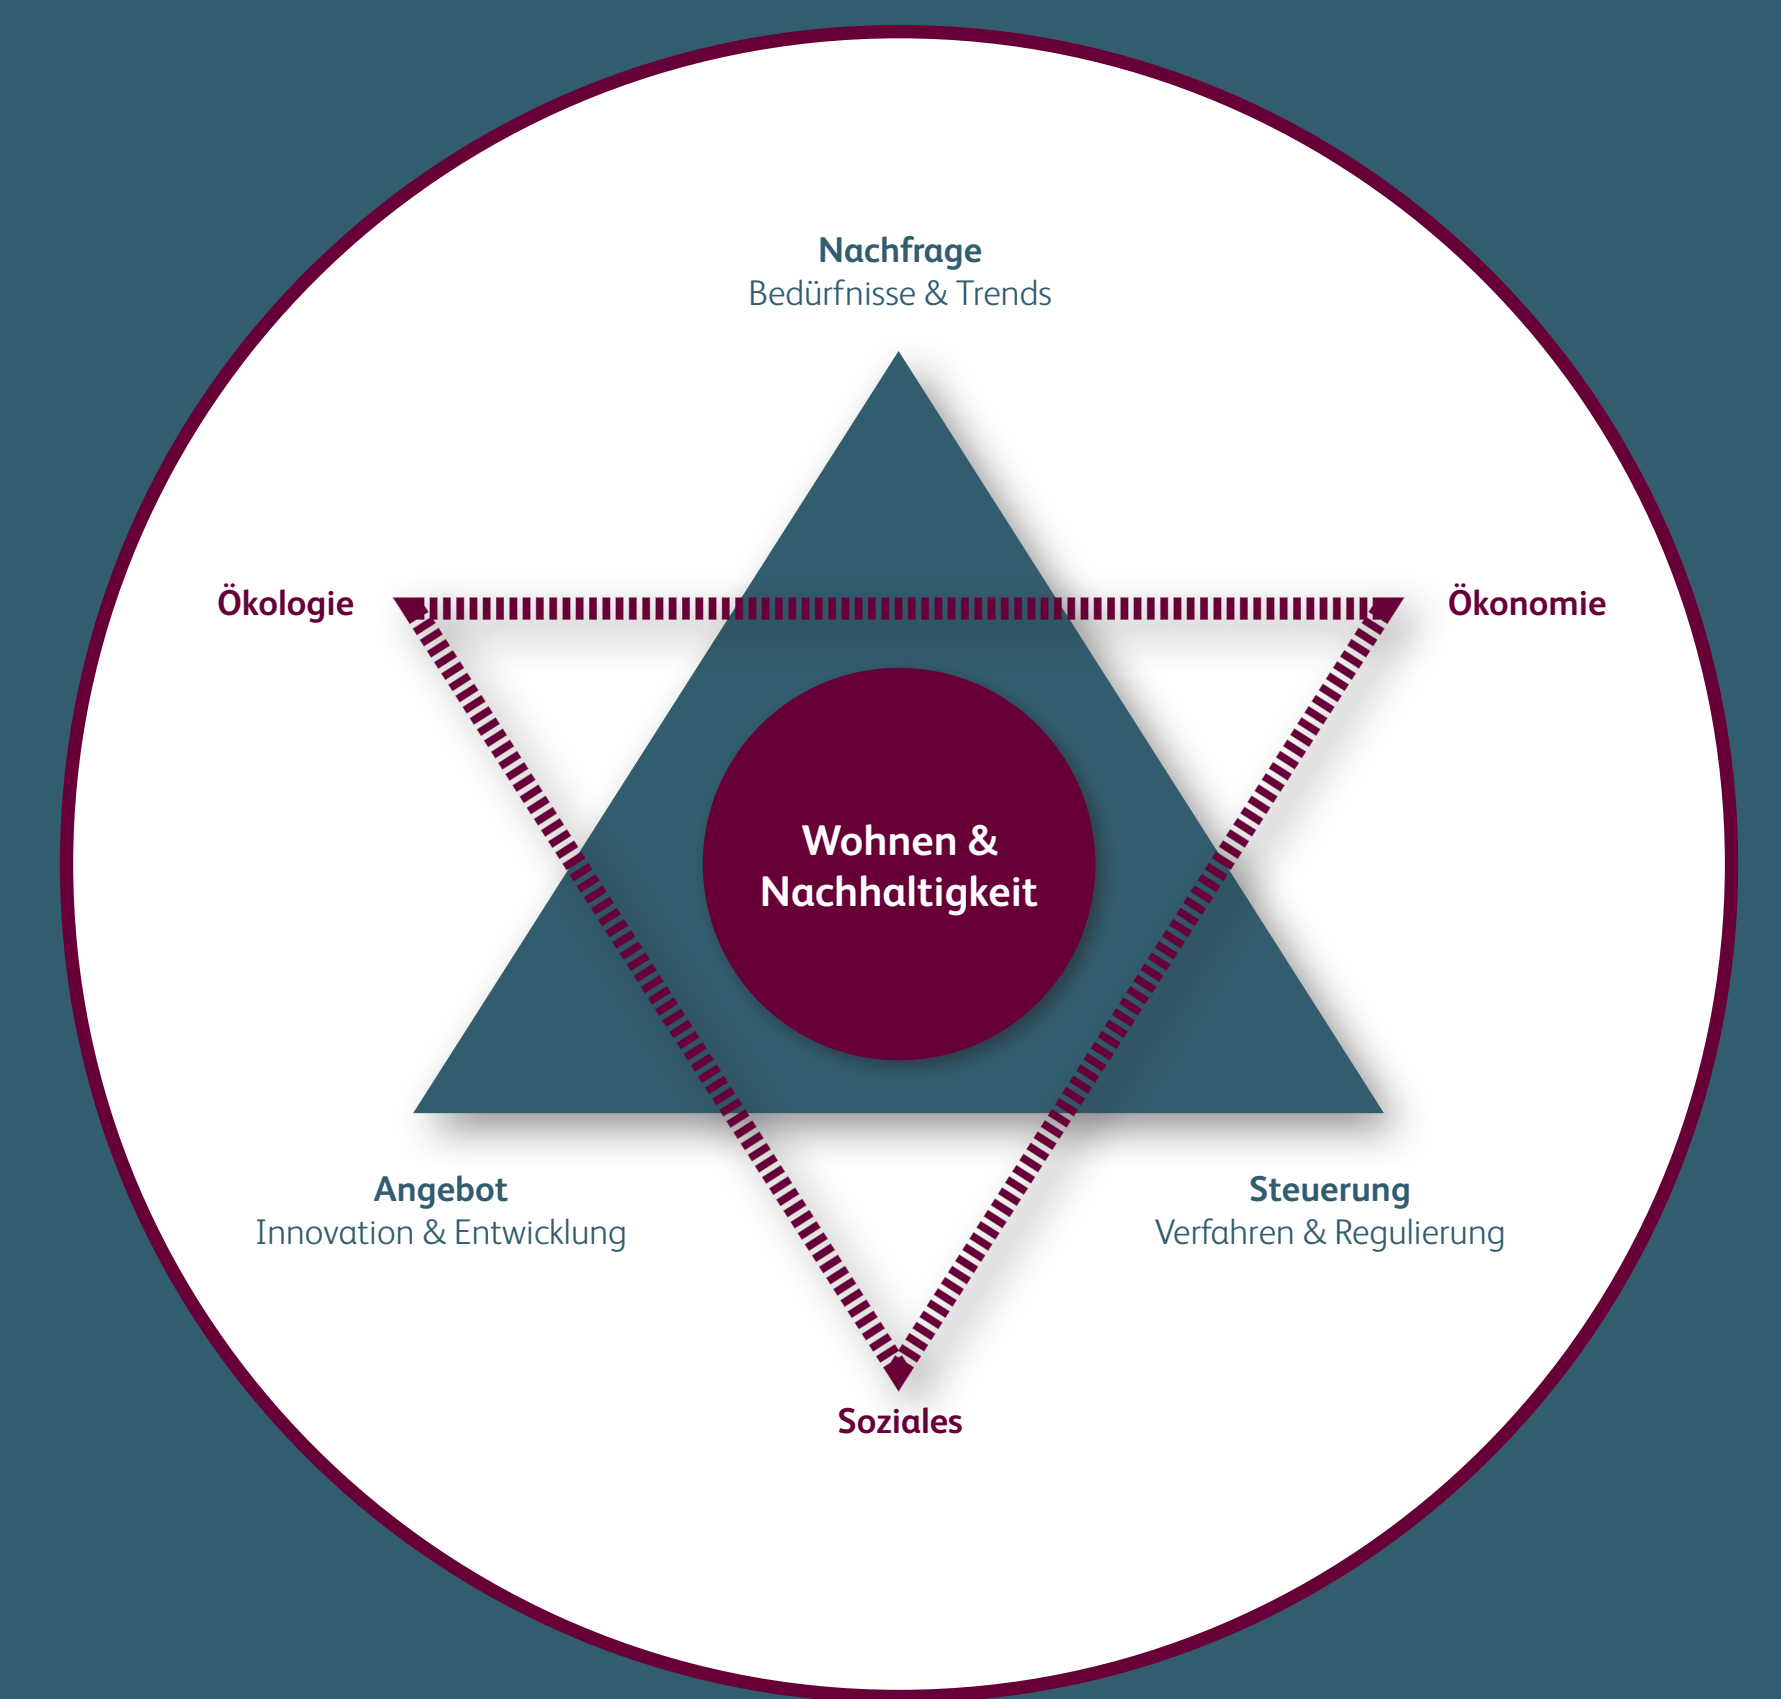 Nachfrage
Bedürfnisse & Trends
Ökologie
Ökonomie
Wohnen &
Nachhaltigkeit
Angebot
Innovation & Entwicklung
Steuerung
Verfahren & Regulierung
Soziales